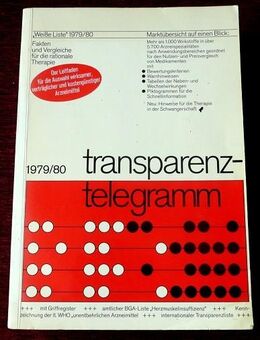 „Weiße Liste“ 1979/80
Fakten
und Vergleiche
für die rationale
Therapie
Der Leitfaden
für die Auswahl wirksamer,
verträglicher und kostengünstiger
Arzneimittel
Marktübersicht auf einen Blick:
Mehr als 1.000 Wirkstoffe in über
5.700 Arzneispezialitäten
nach Anwendungsbereichen geordnet
für den Nutzen- und Preisvergleich
von Medikamenten
mit
Bewertungskriterien
Warnhinweisen
Tabellen der Neben- und
Wechselwirkungen
Piktogrammen für die
Schnellinformation
Neu: Hinweise für die Therapie
in der Schwangerschaft
1979/80
transparenz-
telegramm
+++ mit Griffregister +++ amtlicher BGA-Liste „Herzmuskelinsuffizienz“ +++ Kenn-
zeichnung der lt. WHO „unentbehrlichen Arzneimittel“ +++ internationaler Transparenzliste +++